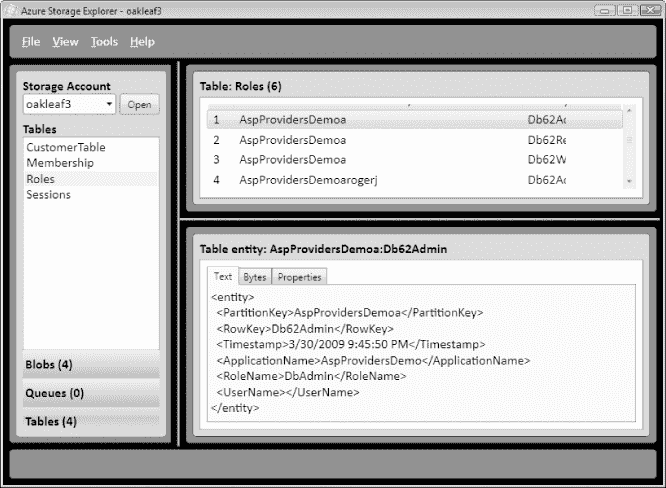 Azure Storage Explorer - oakleaf3
File View Tools Help
Storage Account
oakleaf3 Open
Tables
CustomerTable
Membership
Roles
Sessions
Blobs (4)
Queues (0)
Tables (4)
Table: Roles (6)
1 AspProvidersDemoa Db62Ac
2 AspProvidersDemoa Db62Re
3 AspProvidersDemoa Db62W
4 AspProvidersDemoarogerj Db62Ac
Table entity: AspProvidersDemoa:Db62Admin
Text Bytes Properties
<entity>
<PartitionKey>AspProvidersDemoa</PartitionKey>
<RowKey>Db62Admin</RowKey>
<Timestamp>3/30/2009 9:45:50 PM</Timestamp>
<ApplicationName>AspProvidersDemo</ApplicationName>
<RoleName>DbAdmin</RoleName>
<UserName></UserName>
</entity>